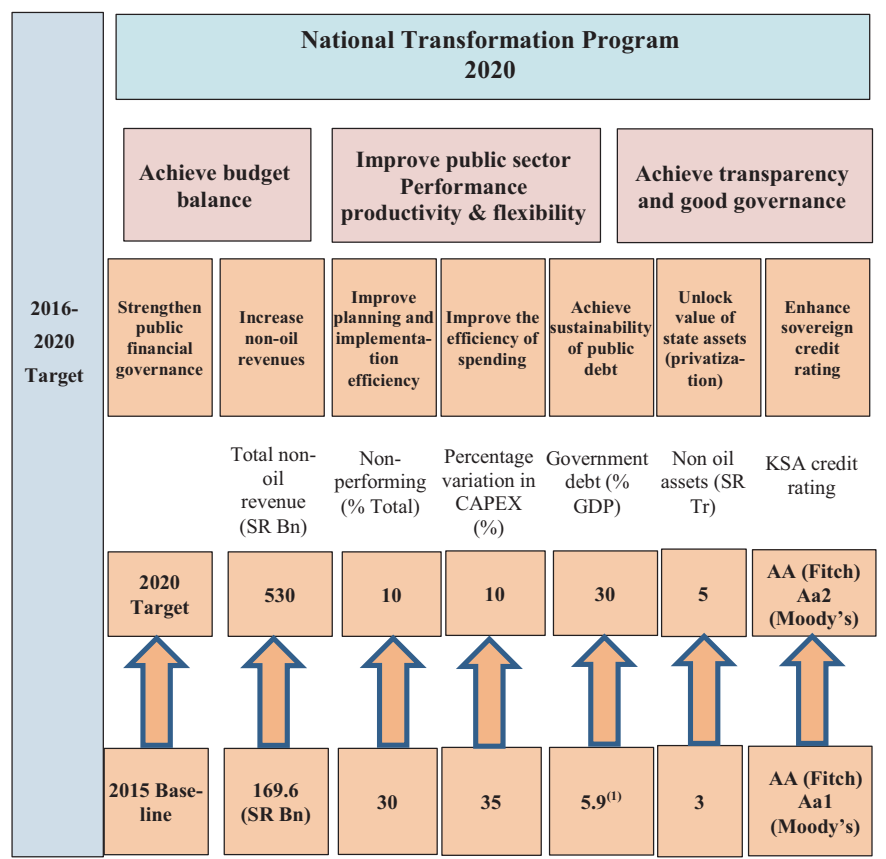 National Transformation Program
2020
Achieve budget
balance
Improve public sector
Performance
productivity & flexibility
Achieve transparency
and good governance
2016-
2020
Target
Strengthen
public
financial
governance
Increase
non-oil
revenues
Improve
planning and
implementa-
tion
efficiency
Improve the
efficiency of
spending
Achieve
sustainability
of public
debt
Unlock
value of
state assets
(privatiza-
tion)
Enhance
sovereign
credit
rating
Total non-
oil
revenue
(SR Bn)
Non-
performing
(% Total)
Percentage
variation in
CAPEX
(%)
Government
debt (%
GDP)
Non oil
assets (SR
Tr)
KSA credit
rating
2020
Target
530
10
10
30
5
AA (Fitch)
Aa2
(Moody's)
2015 Base-
line
169.6
(SR Bn)
30
35
5.9(1)
3
AA (Fitch)
Aa1
(Moody's)